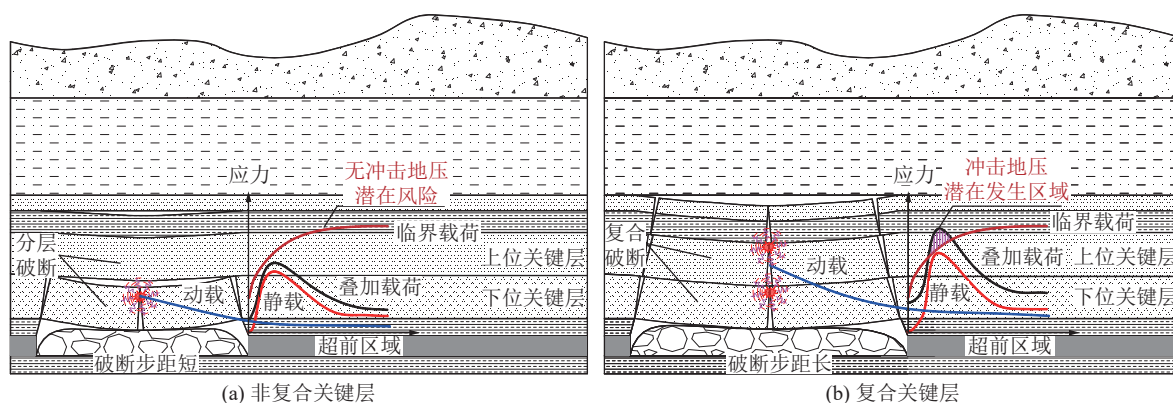 应力
无冲击地压
潜在风险
临界载荷
分层
破断
动载
静载
叠加载荷
上位关键层
下位关键层
破断步距短
超前区域
(a) 非复合关键层
应力
冲击地压
潜在发生区域
临界载荷
复合
破断
动载
静载
叠加载荷
上位关键层
下位关键层
破断步距长
超前区域
(b) 复合关键层